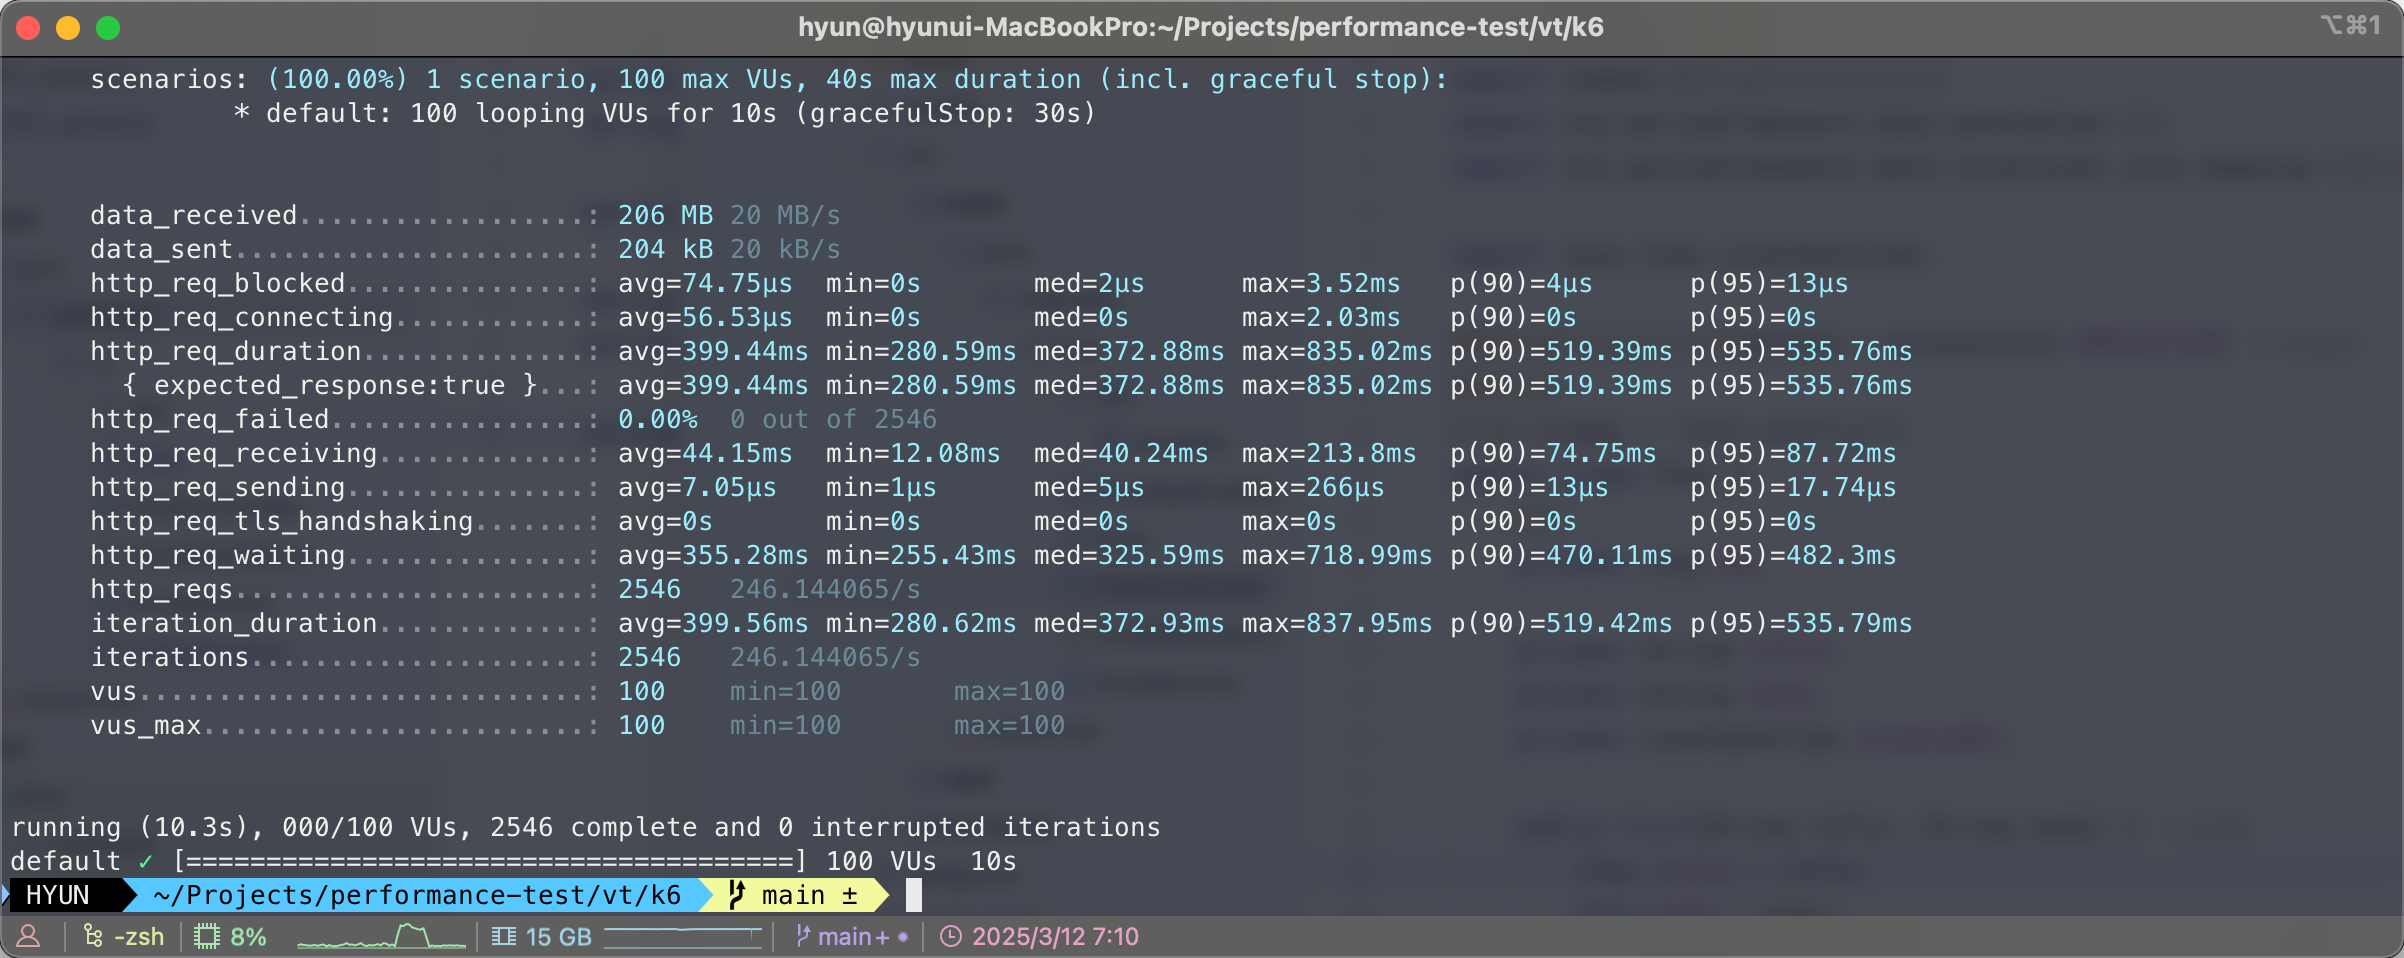 hyun@hyunui-MacBookPro:~/Projects/performance-test/vt/k6 ⌥⌘1
scenarios: (100.00%) 1 scenario, 100 max VUs, 40s max duration (incl. graceful stop):
* default: 100 looping VUs for 10s (gracefulStop: 30s)
data_received..................: 206 MB 20 MB/s
data_sent......................: 204 kB 20 kB/s
http_req_blocked...............: avg=74.75µs min=0s med=2µs max=3.52ms p(90)=4µs p(95)=13µs
http_req_connecting............: avg=56.53µs min=0s med=0s max=2.03ms p(90)=0s p(95)=0s
http_req_duration..............: avg=399.44ms min=280.59ms med=372.88ms max=835.02ms p(90)=519.39ms p(95)=535.76ms
{ expected_response:true }...: avg=399.44ms min=280.59ms med=372.88ms max=835.02ms p(90)=519.39ms p(95)=535.76ms
http_req_failed................: 0.00% 0 out of 2546
http_req_receiving.............: avg=44.15ms min=12.08ms med=40.24ms max=213.8ms p(90)=74.75ms p(95)=87.72ms
http_req_sending...............: avg=7.05µs min=1µs med=5µs max=266µs p(90)=13µs p(95)=17.74µs
http_req_tls_handshaking.......: avg=0s min=0s med=0s max=0s p(90)=0s p(95)=0s
http_req_waiting...............: avg=355.28ms min=255.43ms med=325.59ms max=718.99ms p(90)=470.11ms p(95)=482.3ms
http_reqs......................: 2546 246.144065/s
iteration_duration.............: avg=399.56ms min=280.62ms med=372.93ms max=837.95ms p(90)=519.42ms p(95)=535.79ms
iterations.....................: 2546 246.144065/s
vus............................: 100 min=100 max=100
vus_max........................: 100 min=100 max=100
running (10.3s), 000/100 VUs, 2546 complete and 0 interrupted iterations
default ✓ [======================================] 100 VUs 10s
HYUN ~/Projects/performance-test/vt/k6 main ±
-zsh 8% 15 GB main+ ● 2025/3/12 7:10